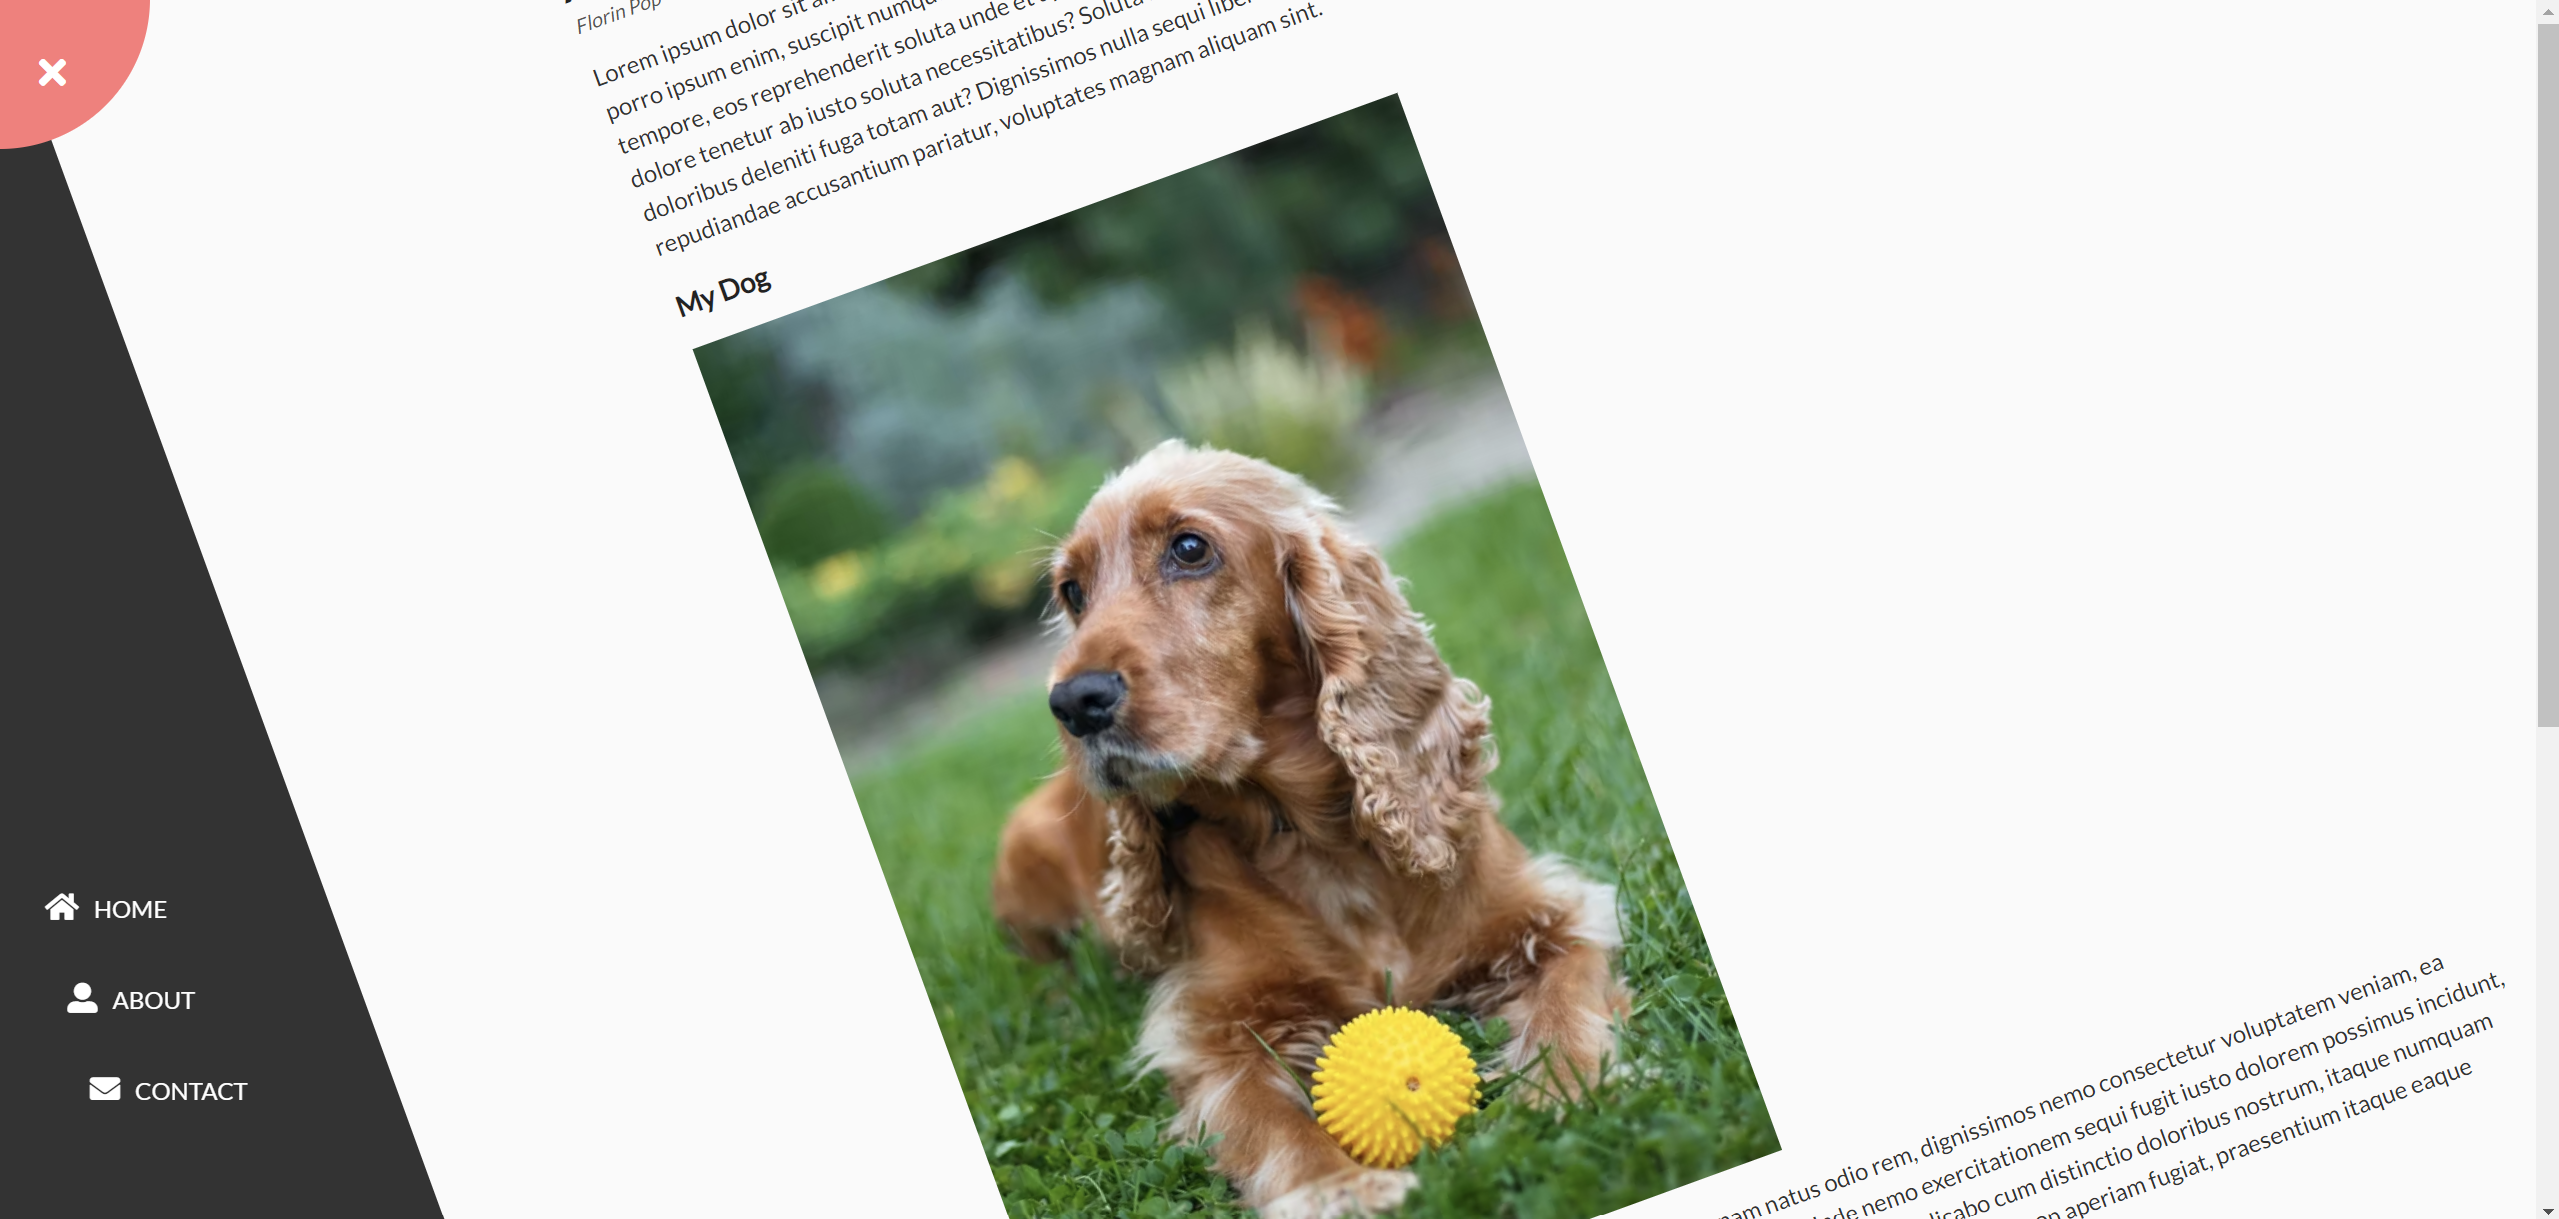 Florin Pop
Lorem ipsum dolor sit
porro ipsum enim, suscipit
tempore, eos reprehenderit soluta unde et
dolore tenetur ab iusto soluta necessitatibus?
doloribus deleniti fuga totam aut? Dignissimos nulla sequi
repudiandae accusantium pariatur, voluptates magnam aliquam sint.
My Dog
HOME
ABOUT
CONTACT
natus odio rem, dignissimos nemo consectetur voluptatem veniam, ea
nemo exercitationem sequi fugit iusto dolorem possimus incidunt,
cum distinctio doloribus nostrum, itaque numquam
aperiam fugiat, praesentium itaque eaque